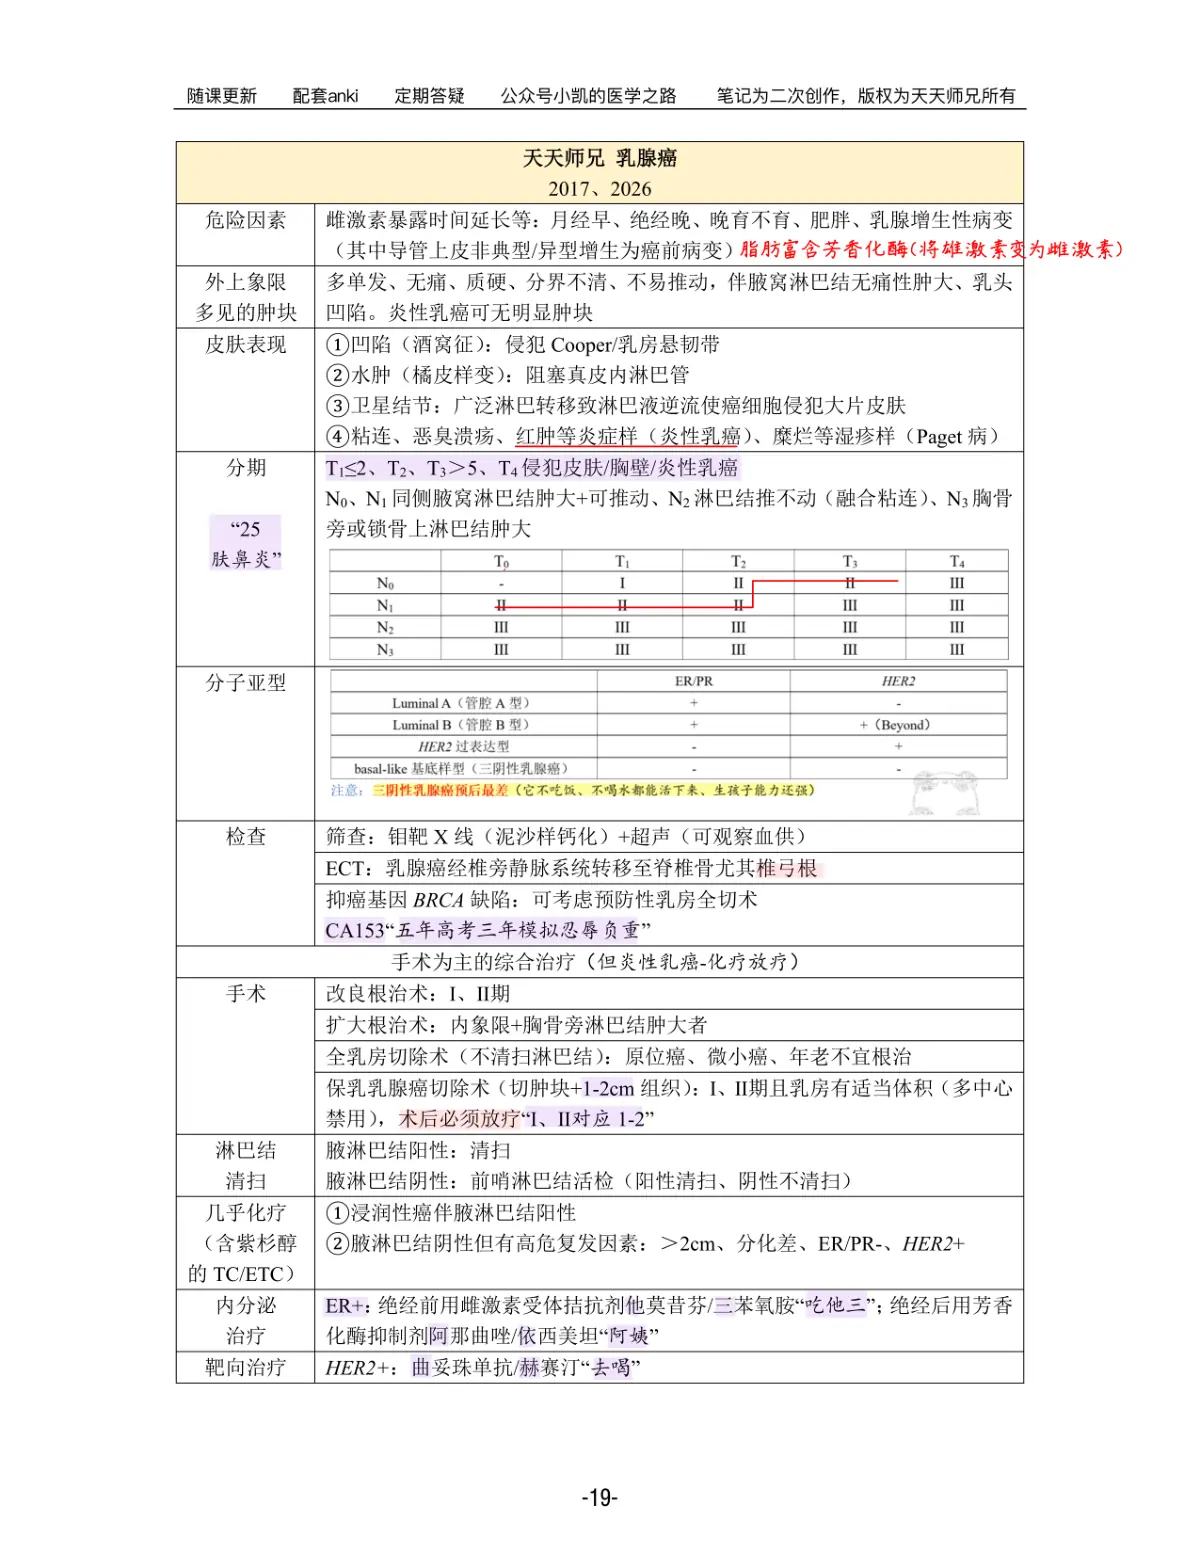 随课更新 配套anki 定期答疑 公众号小凯的医学之路 笔记为二次创作，版权为天天师兄所有
天天师兄 乳腺癌
2017、2026
危险因素 雌激素暴露时间延长等：月经早、绝经晚、晚育不育、肥胖、乳腺增生性病变
（其中导管上皮非典型/异型增生为癌前病变）脂肪富含芳香化酶(将雄激素变为雌激素)
外上象限 多单发、无痛、质硬、分界不清、不易推动，伴腋窝淋巴结无痛性肿大、乳头
多见的肿块 凹陷。炎性乳癌可无明显肿块
皮肤表现 ①凹陷（酒窝征）：侵犯 Cooper/乳房悬韧带
②水肿（橘皮样变）：阻塞真皮内淋巴管
③卫星结节：广泛淋巴转移致淋巴液逆流使癌细胞侵犯大片皮肤
④粘连、恶臭溃疡、红肿等炎症样（炎性乳癌）、糜烂等湿疹样（Paget 病）
分期 T₁≤2、T₂、T₃＞5、T₄侵犯皮肤/胸壁/炎性乳癌
N₀、N₁同侧腋窝淋巴结肿大+可推动、N₂淋巴结推不动（融合粘连）、N₃胸骨
“25 旁或锁骨上淋巴结肿大
肤鼻炎”
T₀ T₁ T₂ T₃ T₄
N₀ - I II II III
N₁ II II II III III
N₂ III III III III III
N₃ III III III III III
分子亚型 ER/PR HER2
Luminal A（管腔 A 型） + -
Luminal B（管腔 B 型） + +（Beyond）
HER2 过表达型 - +
basal-like 基底样型（三阴性乳腺癌） - -
注意：三阴性乳腺癌预后最差（它不吃饭、不喝水都能活下来、生孩子能力还强）
检查 筛查：钼靶 X 线（泥沙样钙化）+超声（可观察血供）
ECT：乳腺癌经椎旁静脉系统转移至脊椎骨尤其椎弓根
抑癌基因 BRCA 缺陷：可考虑预防性乳房全切术
CA153“五年高考三年模拟忍辱负重”
手术为主的综合治疗（但炎性乳癌-化疗放疗）
手术 改良根治术：I、II期
扩大根治术：内象限+胸骨旁淋巴结肿大者
全乳房切除术（不清扫淋巴结）：原位癌、微小癌、年老不宜根治
保乳乳腺癌切除术（切肿块+1-2cm 组织）：I、II期且乳房有适当体积（多中心
禁用），术后必须放疗“I、II对应 1-2”
淋巴结 腋淋巴结阳性：清扫
清扫 腋淋巴结阴性：前哨淋巴结活检（阳性清扫、阴性不清扫）
几乎化疗 ①浸润性癌伴腋淋巴结阳性
（含紫杉醇 ②腋淋巴结阴性但有高危复发因素：＞2cm、分化差、ER/PR-、HER2+
的 TC/ETC）
内分泌 ER+：绝经前用雌激素受体拮抗剂他莫昔芬/三苯氧胺“吃他三”；绝经后用芳香
治疗 化酶抑制剂阿那曲唑/依西美坦“阿姨”
靶向治疗 HER2+：曲妥珠单抗/赫赛汀“去喝”
-19-